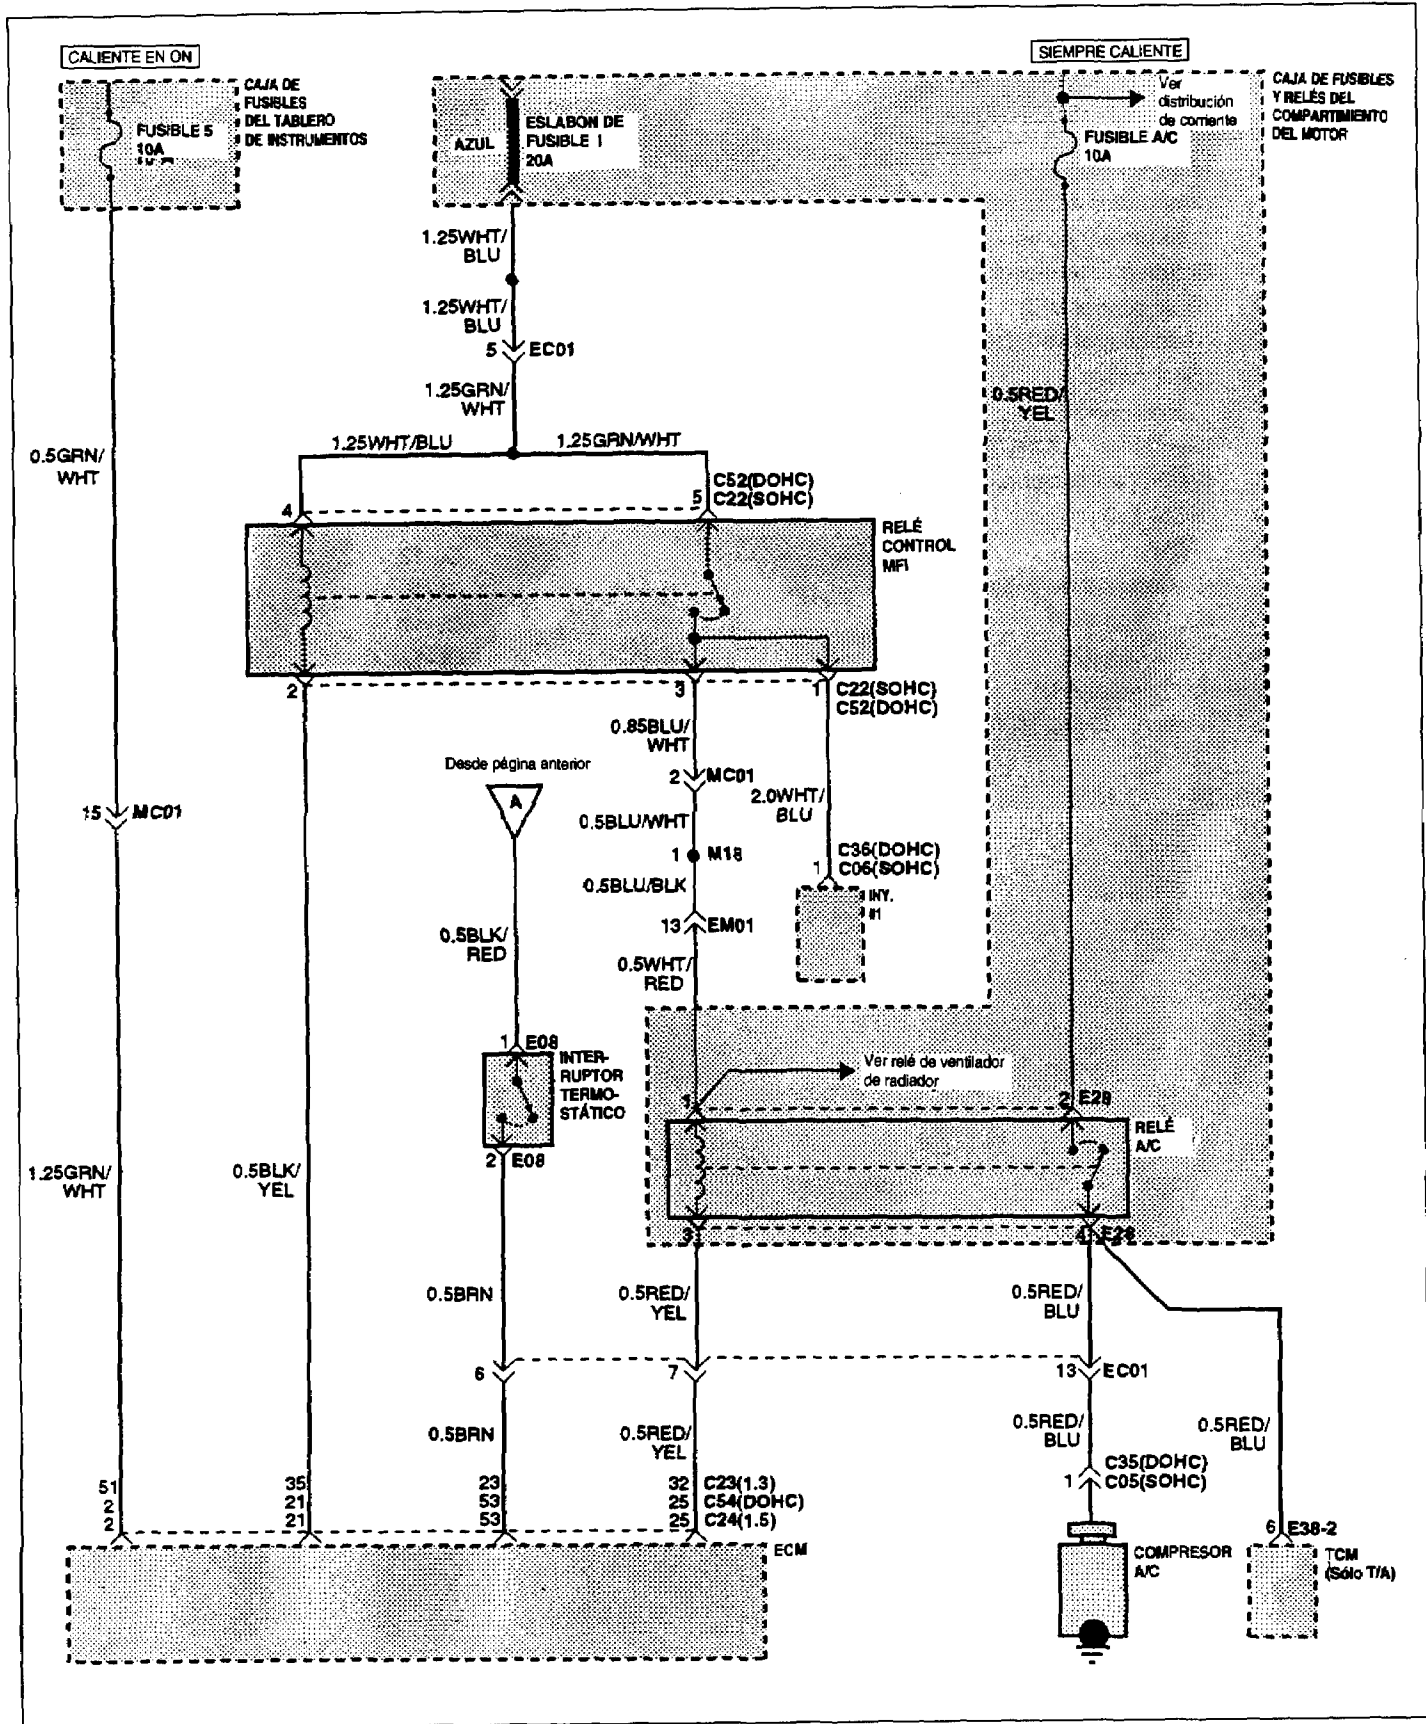 CALIENTE EN ON
SIEMPRE CALIENTE
CAJA DE
FUSIBLES
DEL TABLERO
DE INSTRUMENTOS
FUSIBLE 5
10A
AZUL
ESLABON DE
FUSIBLE 1
20A
Ver
distribución
de corriente
FUSIBLE A/C
10A
CAJA DE FUSIBLES
Y RELÉS DEL
COMPARTIMIENTO
DEL MOTOR
1.25WHT/
BLU
1.25WHT/
BLU
5 EC01
1.25GRN/
WHT
0.5RED/
YEL
1.25WHT/BLU
1.25GRN/WHT
0.5GRN/
WHT
4
5
C52(DOHC)
C22(SOHC)
RELÉ
CONTROL
MFI
2
3
1
C22(SOHC)
C52(DOHC)
0.85BLU/
WHT
Desde página anterior
A
2 MC01
2.0WHT/
BLU
15 MC01
0.5BLU/WHT
1 M18
C36(DOHC)
1 C06(SOHC)
0.5BLU/BLK
INY.
#1
13 EM01
0.5BLK/
RED
0.5WHT/
RED
1 E08
INTER-
RUPTOR
TERMO-
STÁTICO
Ver relé de ventilador
de radiador
1
2 E28
RELÉ
A/C
2 E08
1.25GRN/
WHT
0.5BLK/
YEL
3
4 E28
0.5BRN
0.5RED/
YEL
0.5RED/
BLU
6
7
13 EC01
0.5BRN
0.5RED/
YEL
0.5RED/
BLU
0.5RED/
BLU
C35(DOHC)
1 C05(SOHC)
51 35 23 32 C23(1.3)
2 21 53 25 C54(DOHC)
2 21 53 25 C24(1.5)
6 E38-2
ECM
COMPRESOR
A/C
TCM
(Sólo T/A)